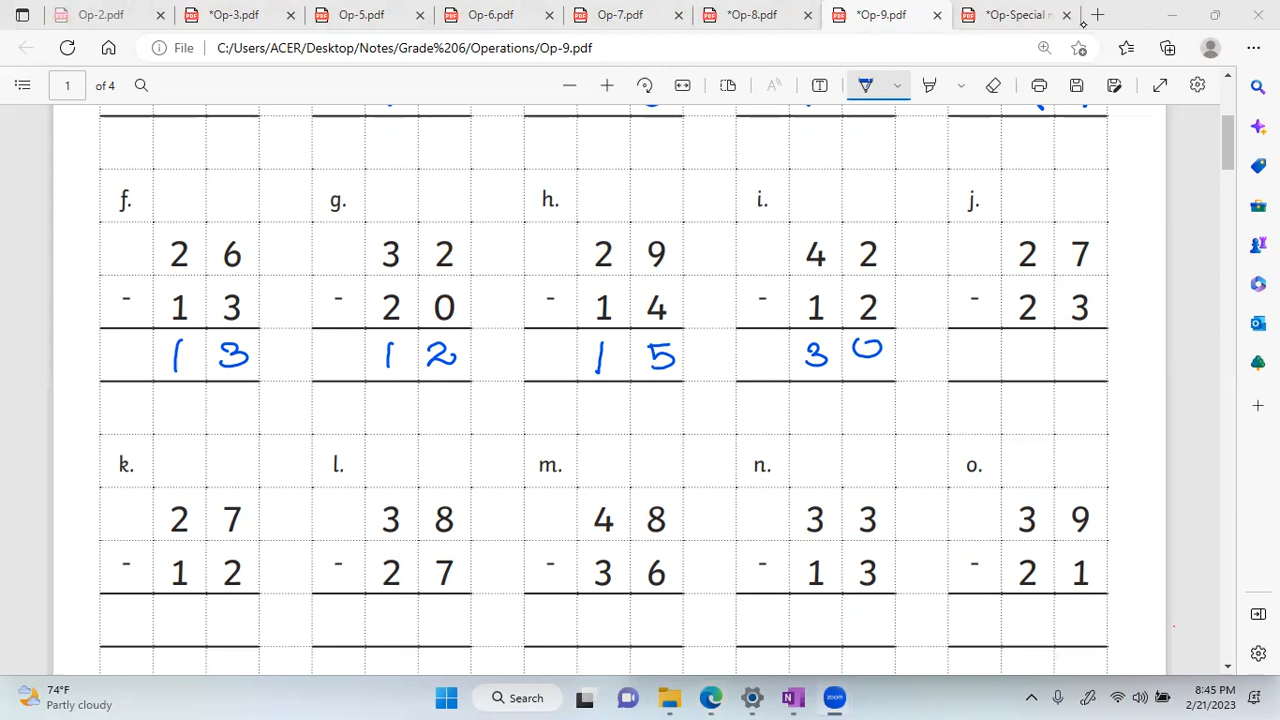 Op-2.pdf *Op-3.pdf Op-5.pdf Op-6.pdf Op-7.pdf *Op-8.pdf *Op-9.pdf *Op-Special
File C:/Users/ACER/Desktop/Notes/Grade%206/Operations/Op-9.pdf
1 of 4
f. g. h. i. j.
2 6 3 2 2 9 4 2 2 7
- 1 3 - 2 0 - 1 4 - 1 2 - 2 3
1 3 1 2 1 5 3 0
k. l. m. n. o.
2 7 3 8 4 8 3 3 3 9
- 1 2 - 2 7 - 3 6 - 1 3 - 2 1
74°F
Partly cloudy
Search
zoom
8:45 PM
2/21/2023